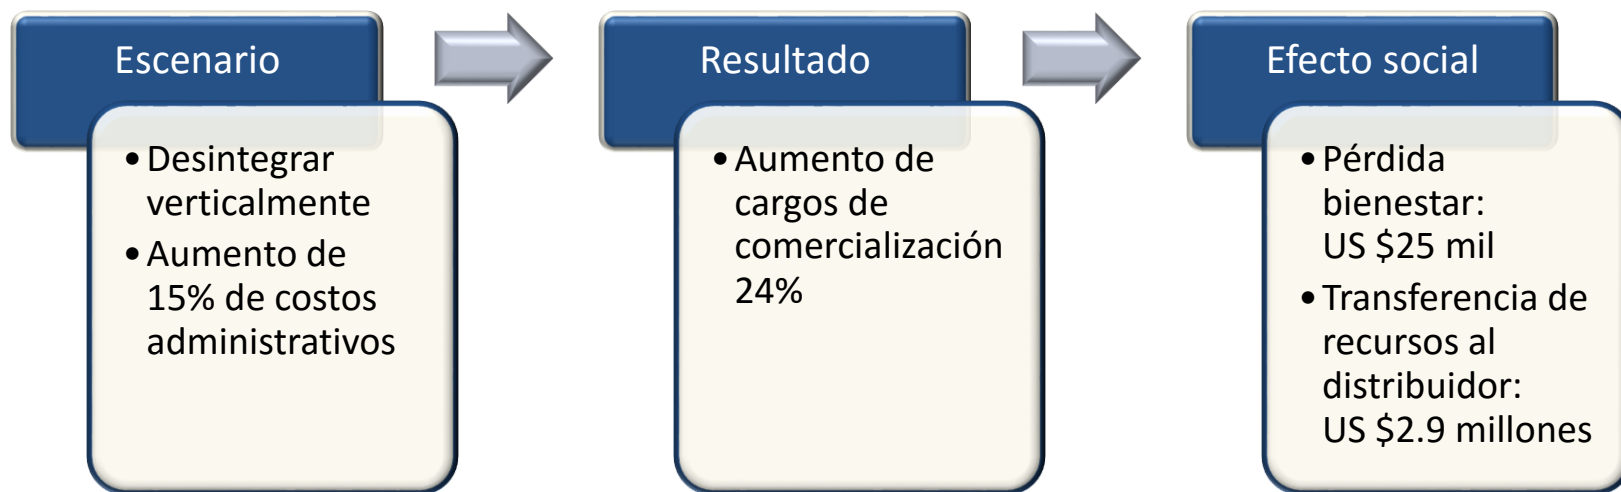 Escenario
• Desintegrar
verticalmente
• Aumento de
15% de costos
administrativos
Resultado
• Aumento de
cargos de
comercialización
24%
Efecto social
• Pérdida
bienestar:
US $25 mil
• Transferencia de
recursos al
distribuidor:
US $2.9 millones